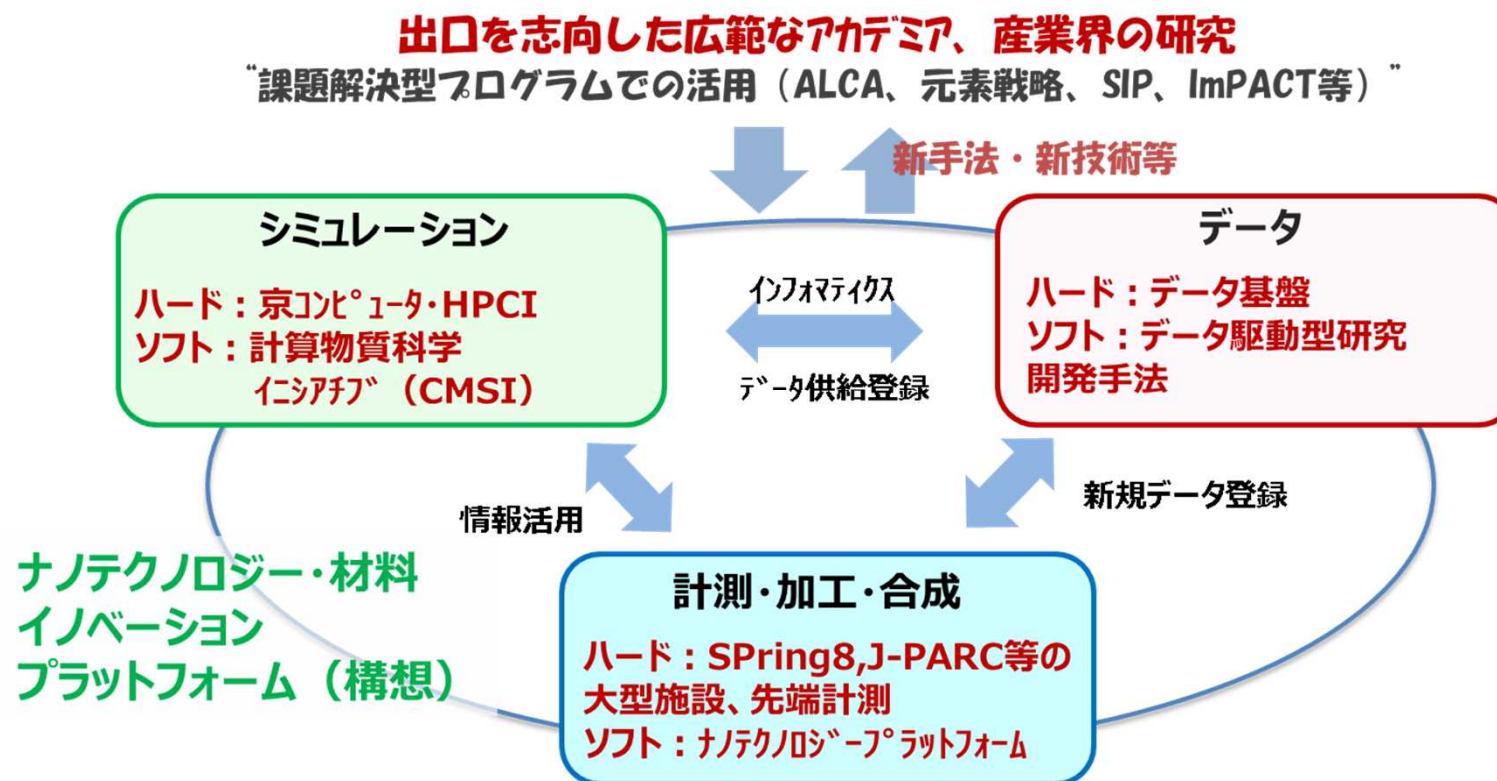 出口を志向した広範なｱｶﾃﾞﾐｱ、産業界の研究
“課題解決型プログラムでの活用（ALCA、元素戦略、SIP、ImPACT等）”
新手法・新技術等
シミュレーション
ハード：京ｺﾝﾋﾟｭｰﾀ・HPCI
ソフト：計算物質科学
ｲﾆｼｱﾁﾌﾞ（CMSI）
インフォマティクス
ﾃﾞｰﾀ供給登録
データ
ハード：データ基盤
ソフト：データ駆動型研究
開発手法
情報活用
新規データ登録
ナノテクノロジー・材料
イノベーション
プラットフォーム（構想）
計測・加工・合成
ハード：SPring8,J-PARC等の
大型施設、先端計測
ソフト：ﾅﾉﾃｸﾉﾛｼﾞｰﾌﾟﾗｯﾄﾌｫｰﾑ